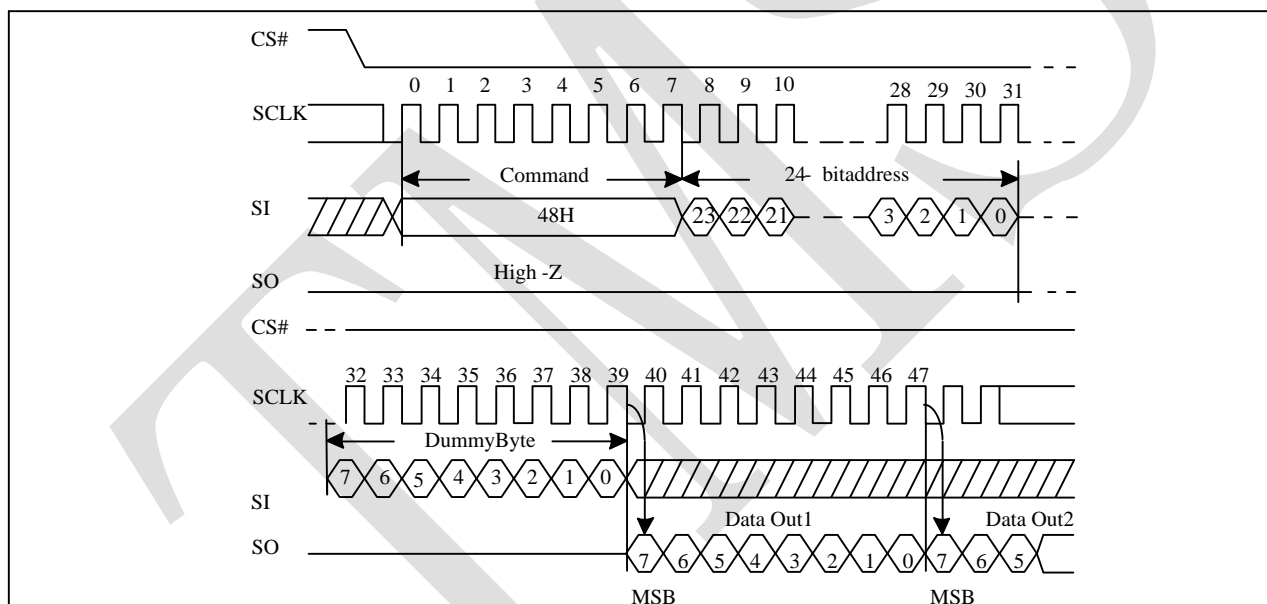 CS#
0 1 2 3 4 5 6 7 8 9 10 28 29 30 31
SCLK
Command 24- bitaddress
SI 48H 23 22 21 3 2 1 0
High -Z
SO
CS#
32 33 34 35 36 37 38 39 40 41 42 43 44 45 46 47
SCLK
DummyByte
7 6 5 4 3 2 1 0
SI
Data Out1 Data Out2
SO 7 6 5 4 3 2 1 0 7 6 5
MSB MSB